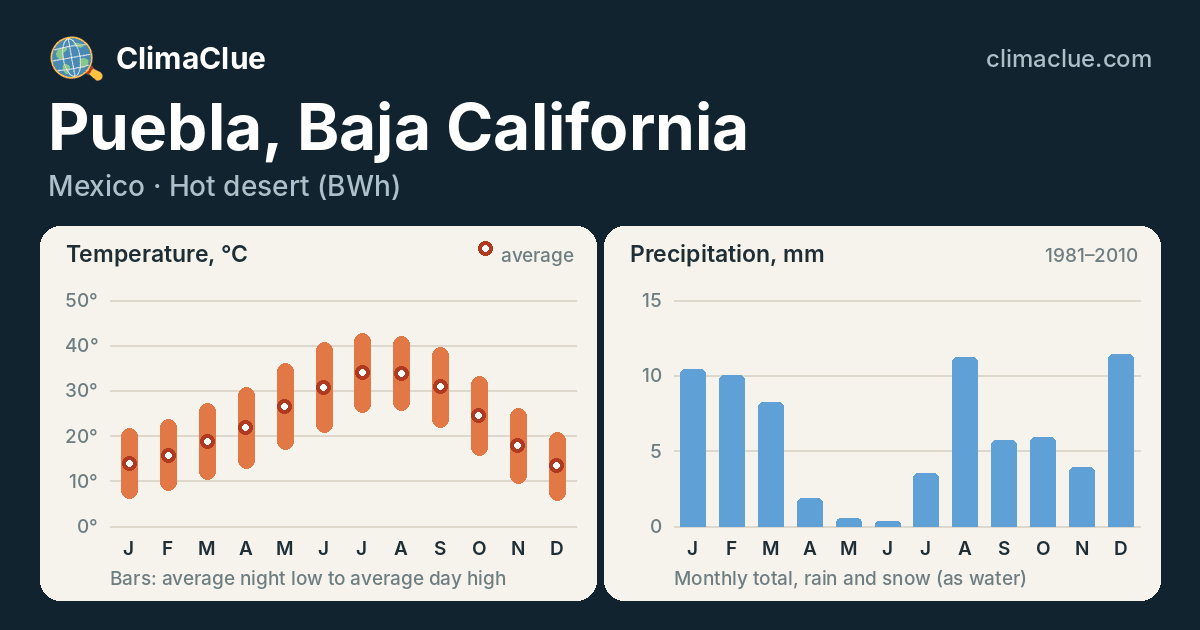 ClimaClue
climaclue.com
Puebla, Baja California
Mexico · Hot desert (BWh)
Temperature, °C
average
50°
40°
30°
20°
10°
0°
J F M A M J J A S O N D
Bars: average night low to average day high
Precipitation, mm
1981–2010
15
10
5
0
J F M A M J J A S O N D
Monthly total, rain and snow (as water)